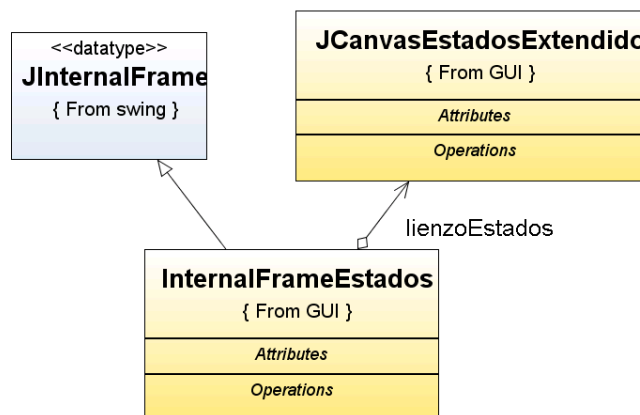 <<datatype>>
JInternalFrame
{ From swing }
JCanvasEstadosExtendido
{ From GUI }
Attributes
Operations
lienzoEstados
InternalFrameEstados
{ From GUI }
Attributes
Operations